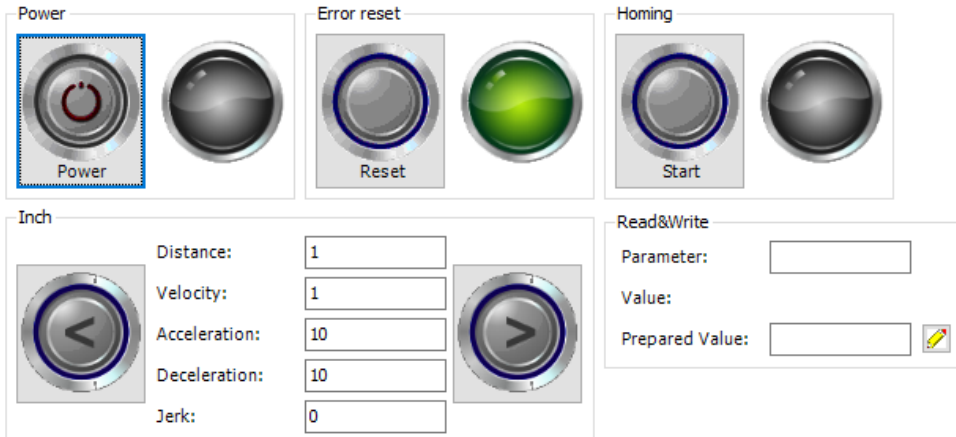 Power
Error reset
Homing
Power
Reset
Start
Inch
Distance: 1
Velocity: 1
Acceleration: 10
Deceleration: 10
Jerk: 0
<
>
Read&Write
Parameter:
Value:
Prepared Value: